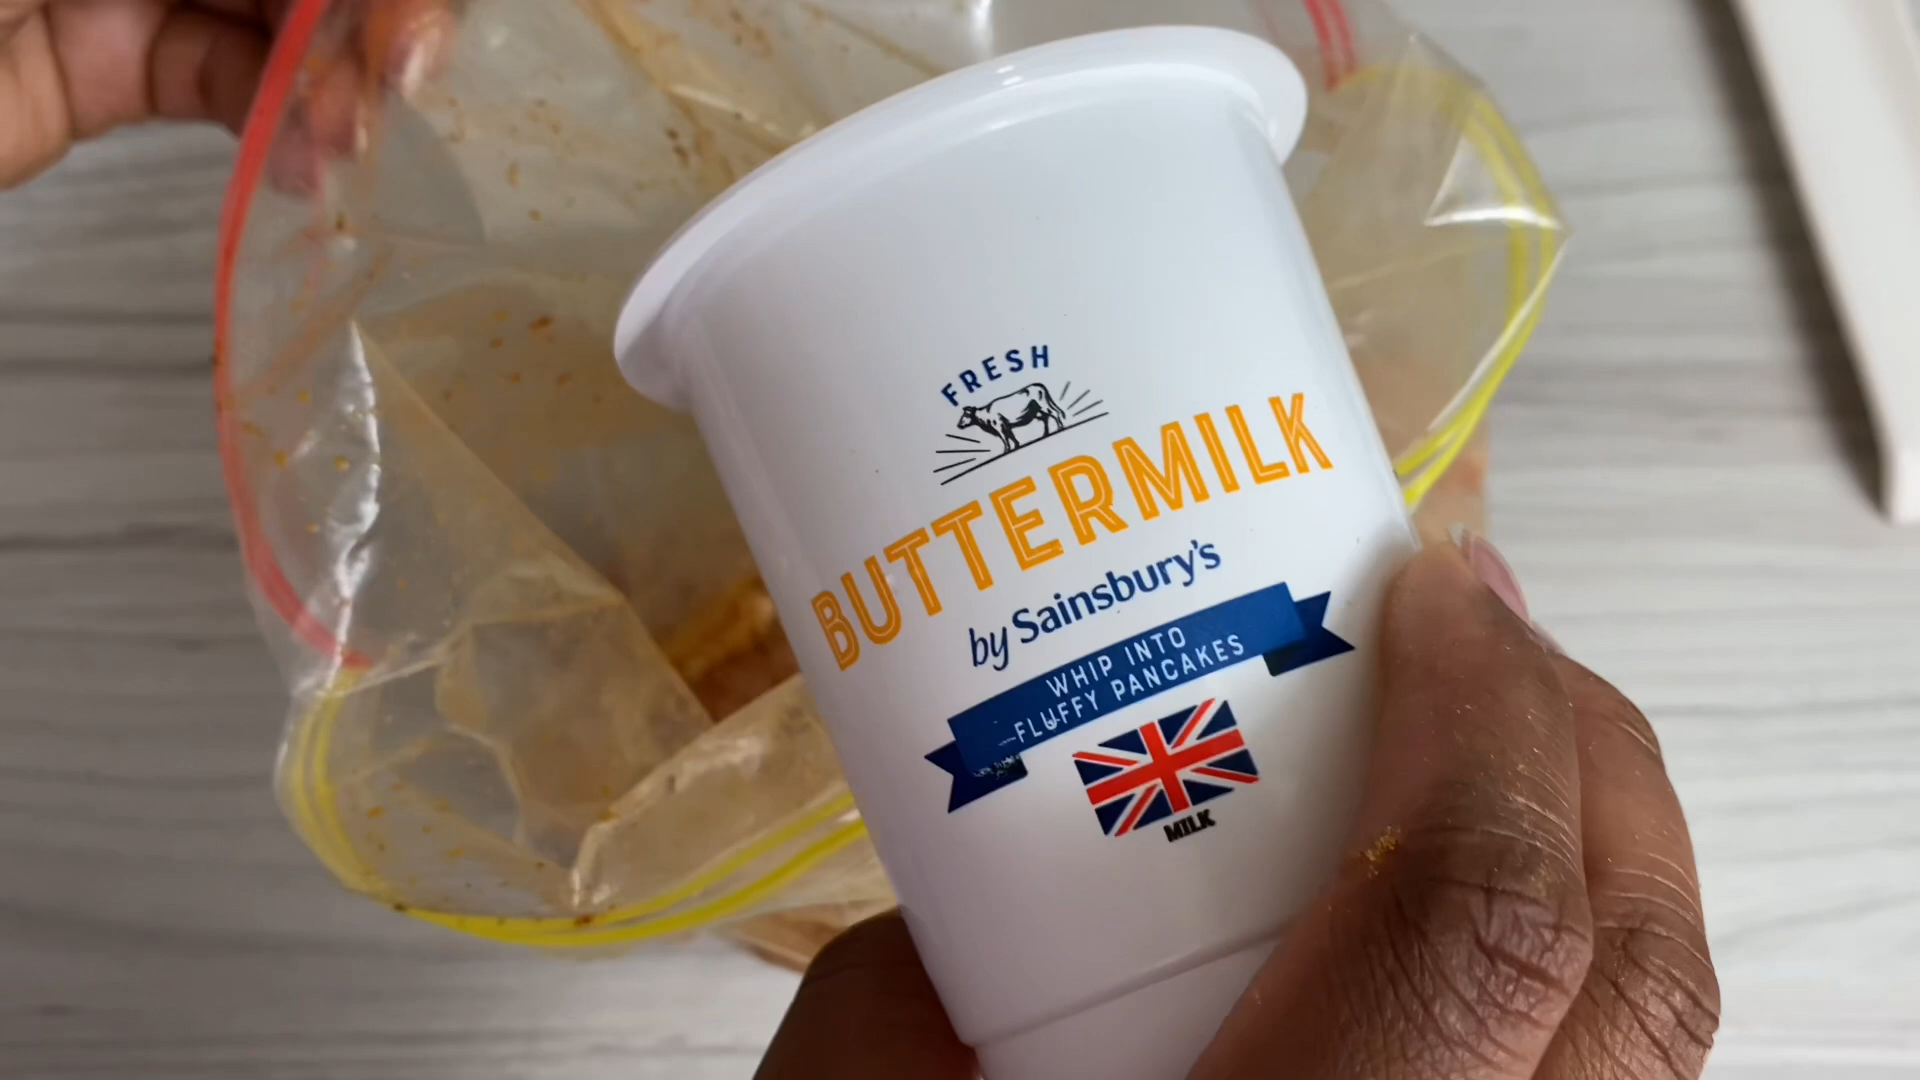 FRESH
BUTTERMILK
by Sainsbury's
WHIP INTO
FLUFFY PANCAKES
MILK